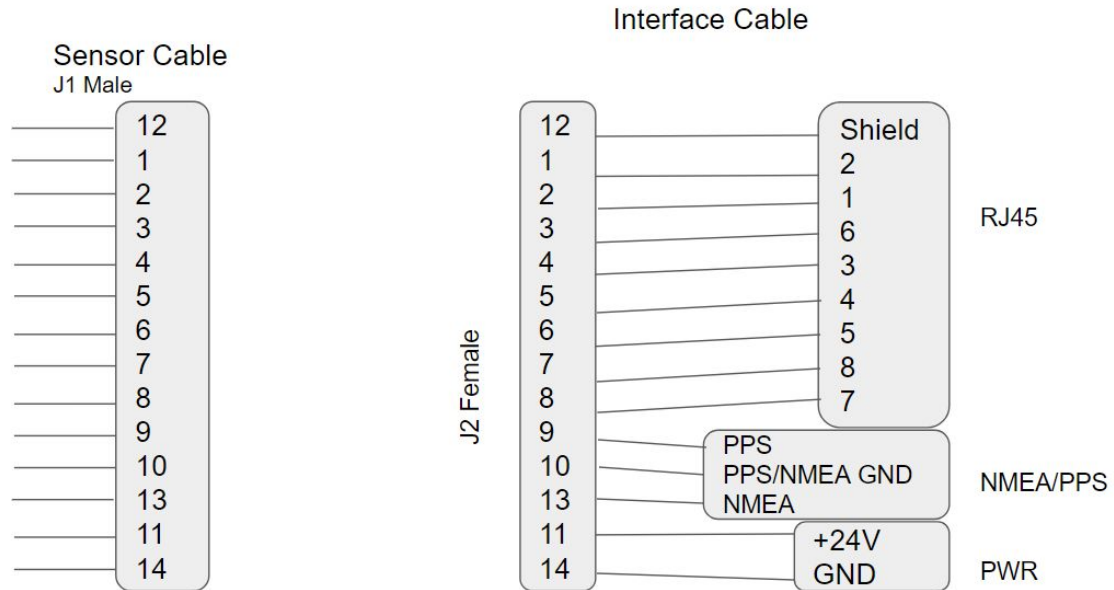 Interface Cable
Sensor Cable
J1 Male
12
1
2
3
4
5
6
7
8
9
10
13
11
14
J2 Female
12
1
2
3
4
5
6
7
8
9
10
13
11
14
Shield
2
1
6
3
4
5
8
7
RJ45
PPS
PPS/NMEA GND
NMEA
NMEA/PPS
+24V
GND
PWR